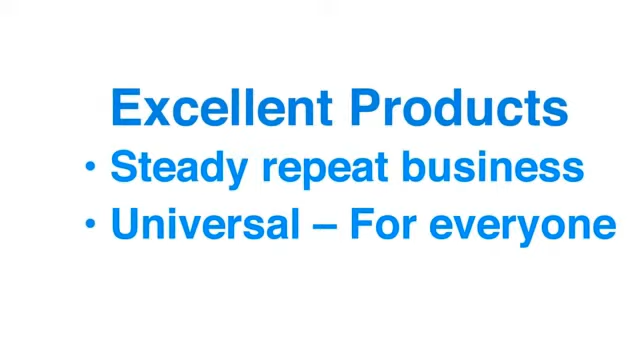 Excellent Products
• Steady repeat business
• Universal – For everyone